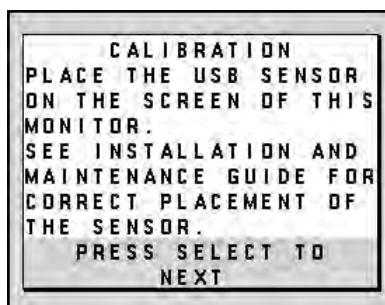 CALIBRATION
PLACE THE USB SENSOR
ON THE SCREEN OF THIS
MONITOR.
SEE INSTALLATION AND
MAINTENANCE GUIDE FOR
CORRECT PLACEMENT OF
THE SENSOR.
PRESS SELECT TO
NEXT